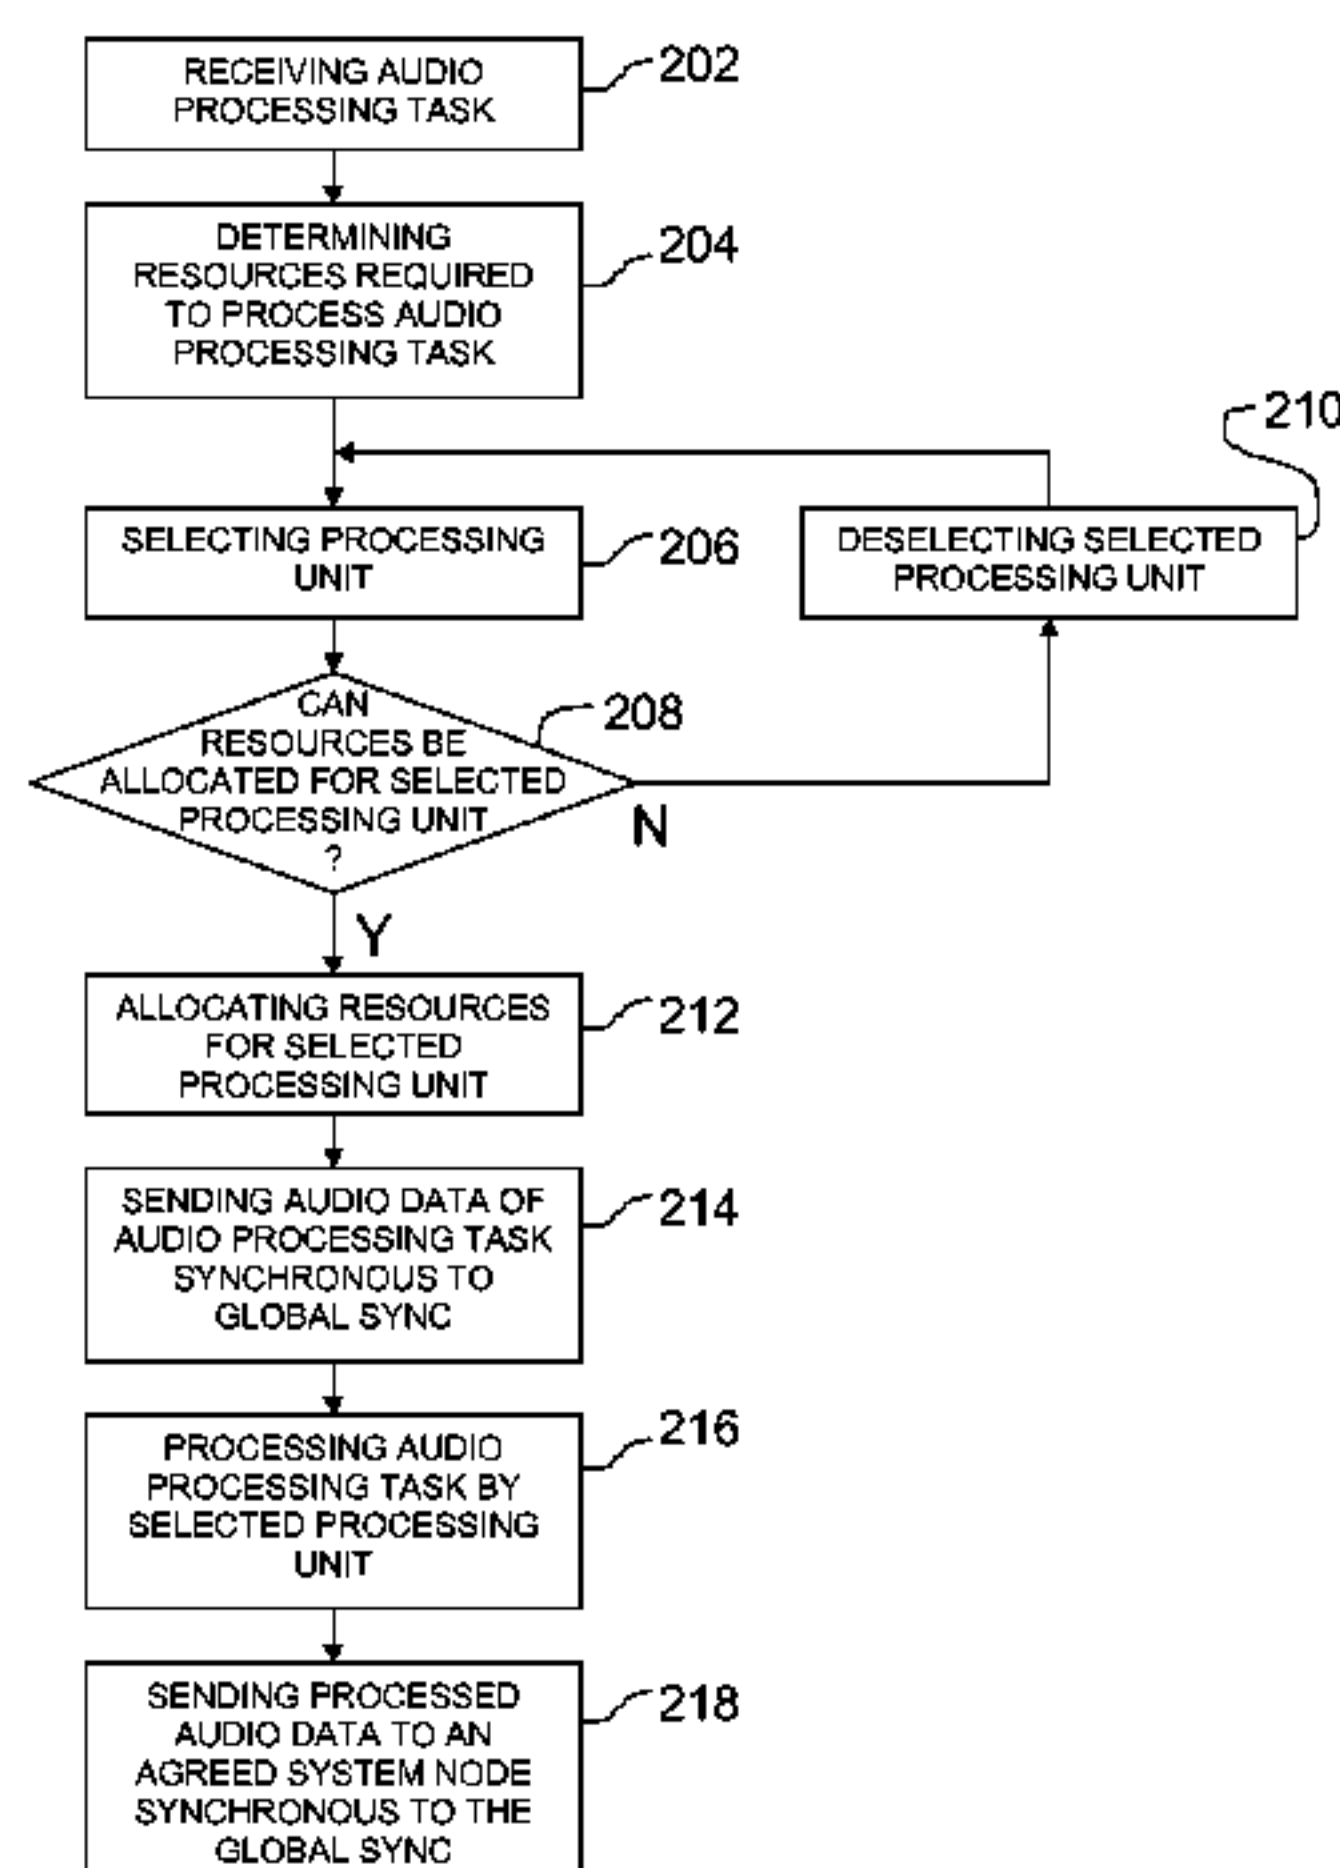 RECEIVING AUDIO
PROCESSING TASK
202
DETERMINING
RESOURCES REQUIRED
TO PROCESS AUDIO
PROCESSING TASK
204
210
SELECTING PROCESSING
UNIT
206
DESELECTING SELECTED
PROCESSING UNIT
CAN
RESOURCES BE
ALLOCATED FOR SELECTED
PROCESSING UNIT
?
208
N
Y
ALLOCATING RESOURCES
FOR SELECTED
PROCESSING UNIT
212
SENDING AUDIO DATA OF
AUDIO PROCESSING TASK
SYNCHRONOUS TO
GLOBAL SYNC
214
PROCESSING AUDIO
PROCESSING TASK BY
SELECTED PROCESSING
UNIT
216
SENDING PROCESSED
AUDIO DATA TO AN
AGREED SYSTEM NODE
SYNCHRONOUS TO THE
GLOBAL SYNC
218